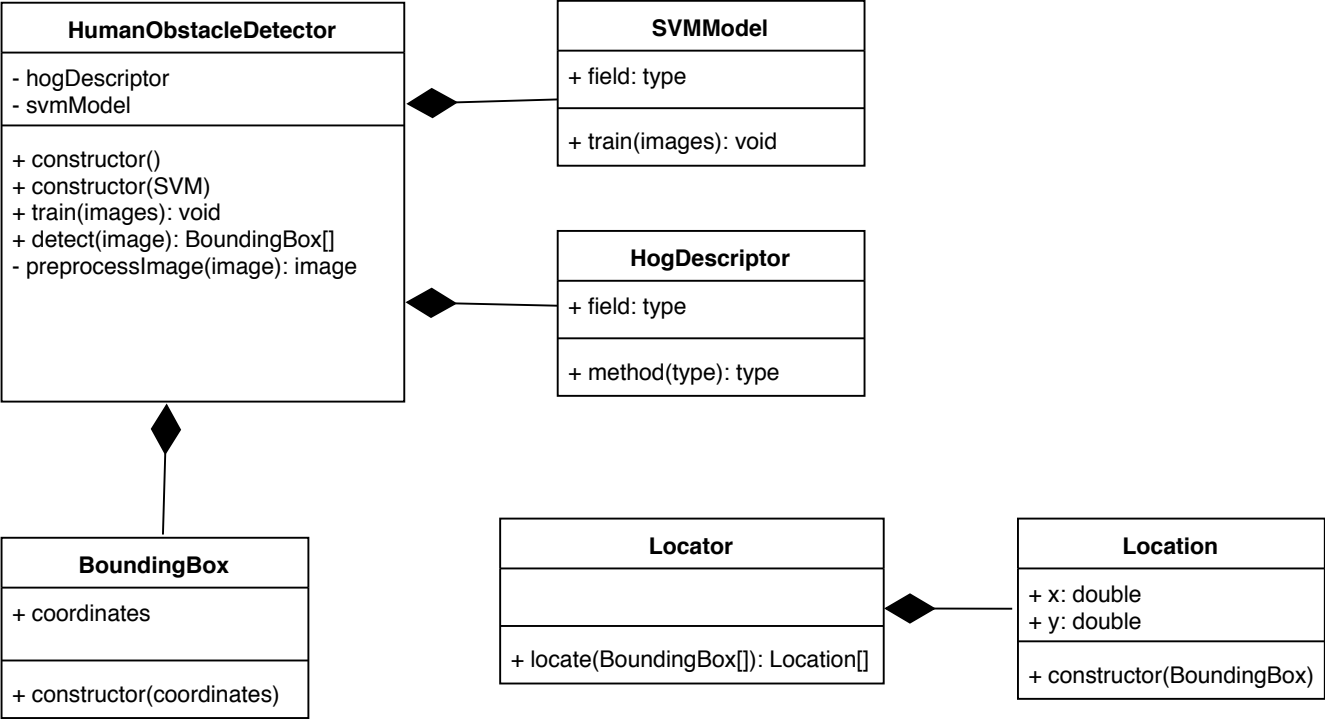 HumanObstacleDetector
- hogDescriptor
- svmModel
+ constructor()
+ constructor(SVM)
+ train(images): void
+ detect(image): BoundingBox[]
- preprocessImage(image): image
SVMModel
+ field: type
+ train(images): void
HogDescriptor
+ field: type
+ method(type): type
BoundingBox
+ coordinates
+ constructor(coordinates)
Locator
+ locate(BoundingBox[]): Location[]
Location
+ x: double
+ y: double
+ constructor(BoundingBox)